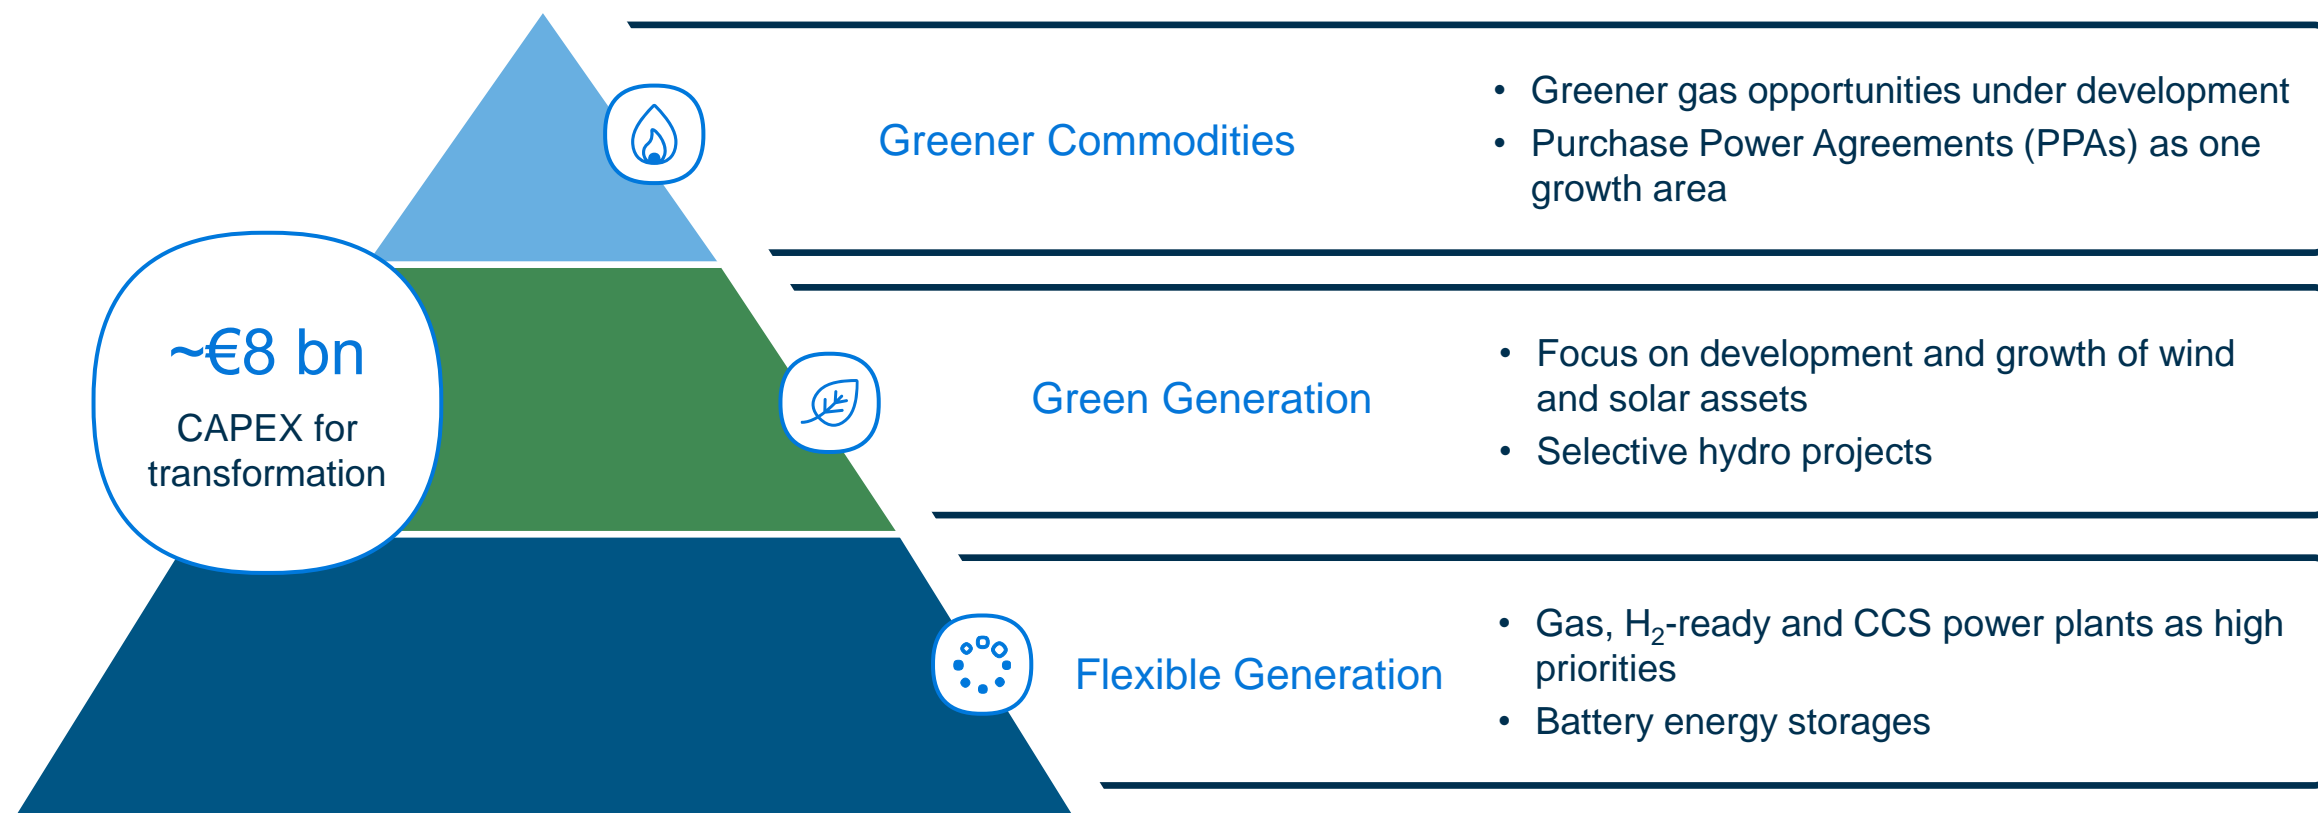 Greener Commodities
• Greener gas opportunities under development
• Purchase Power Agreements (PPAs) as one
growth area
~€8 bn
CAPEX for
transformation
Green Generation
• Focus on development and growth of wind
and solar assets
• Selective hydro projects
Flexible Generation
• Gas, H₂-ready and CCS power plants as high
priorities
• Battery energy storages